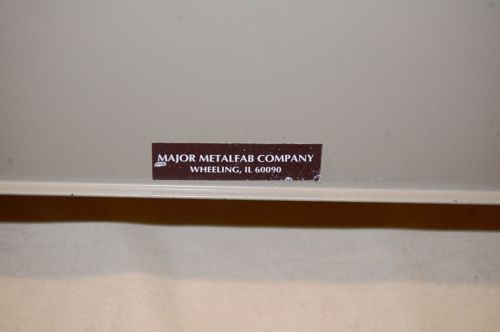 MAJOR METALFAB COMPANY
WHEELING, IL 60090